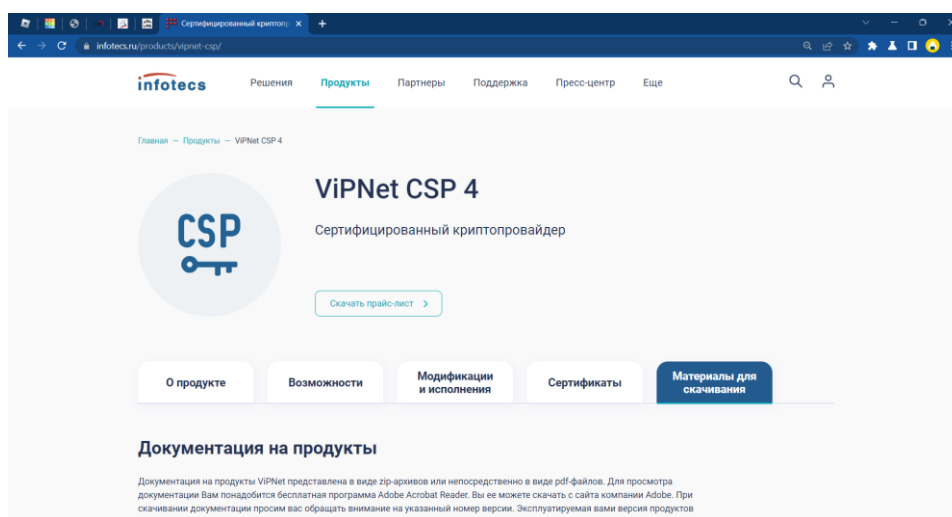 Сертифицированный крипто
infotecs.ru/products/vipnet-csp/
infotecs
Решения
Продукты
Партнеры
Поддержка
Пресс-центр
Еще
Главная — Продукты — ViPNet CSP 4
CSP
ViPNet CSP 4
Сертифицированный криптопровайдер
Скачать прайс-лист
О продукте
Возможности
Модификации
и исполнения
Сертификаты
Материалы для
скачивания
Документация на продукты
Документация на продукты ViPNet представлена в виде zip-архивов или непосредственно в виде pdf-файлов. Для просмотра
документации Вам понадобится бесплатная программа Adobe Acrobat Reader. Вы ее можете скачать с сайта компании Adobe. При
скачивании документации просим вас обращать внимание на указанный номер версии. Эксплуатируемая вами версия продуктов